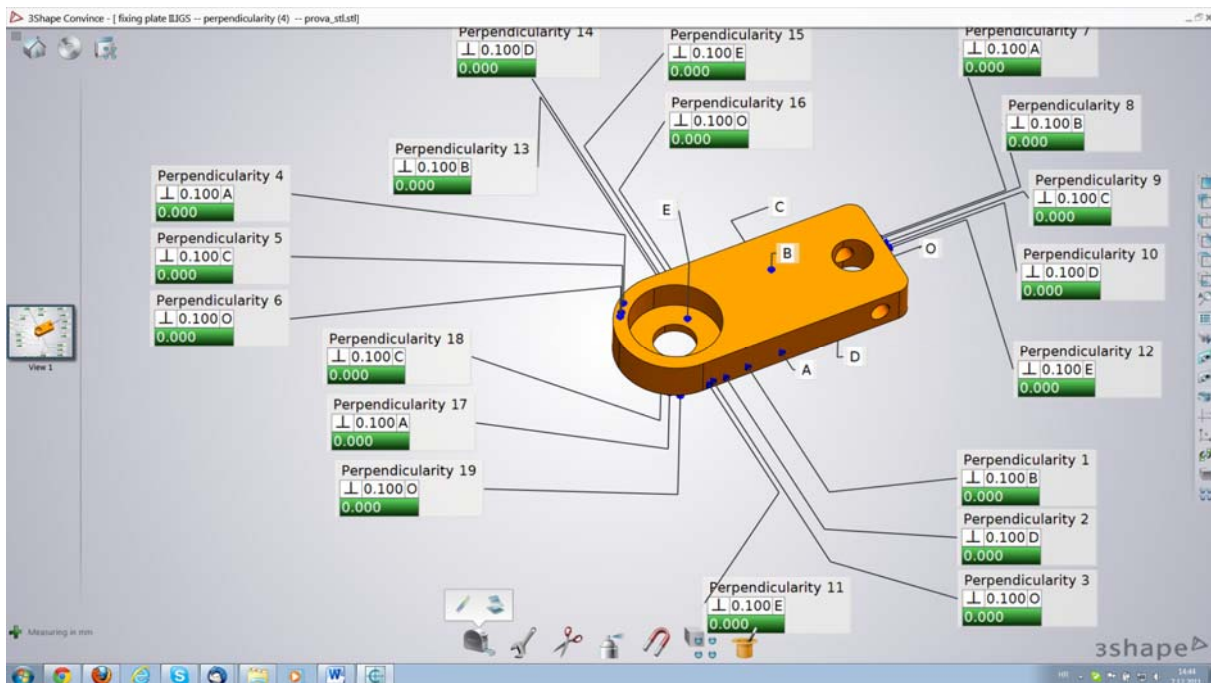 3Shape Convince - [ fixing plate II.IGS -- perpendicularity (4) -- prova_stl.stl]
Perpendicularity 14
⊥ 0.100 D
0.000
Perpendicularity 15
⊥ 0.100 E
0.000
Perpendicularity 7
⊥ 0.100 A
0.000
Perpendicularity 16
⊥ 0.100 O
0.000
Perpendicularity 8
⊥ 0.100 B
0.000
Perpendicularity 13
⊥ 0.100 B
0.000
Perpendicularity 4
⊥ 0.100 A
0.000
Perpendicularity 9
⊥ 0.100 C
0.000
E
C
B
O
Perpendicularity 5
⊥ 0.100 C
0.000
Perpendicularity 10
⊥ 0.100 D
0.000
Perpendicularity 6
⊥ 0.100 O
0.000
Perpendicularity 18
⊥ 0.100 C
0.000
A
D
Perpendicularity 12
⊥ 0.100 E
0.000
View 1
Perpendicularity 17
⊥ 0.100 A
0.000
Perpendicularity 19
⊥ 0.100 O
0.000
Perpendicularity 1
⊥ 0.100 B
0.000
Perpendicularity 2
⊥ 0.100 D
0.000
Perpendicularity 3
⊥ 0.100 O
0.000
Perpendicularity 11
⊥ 0.100 E
0.000
Measuring in mm
3shape
HR
14:44